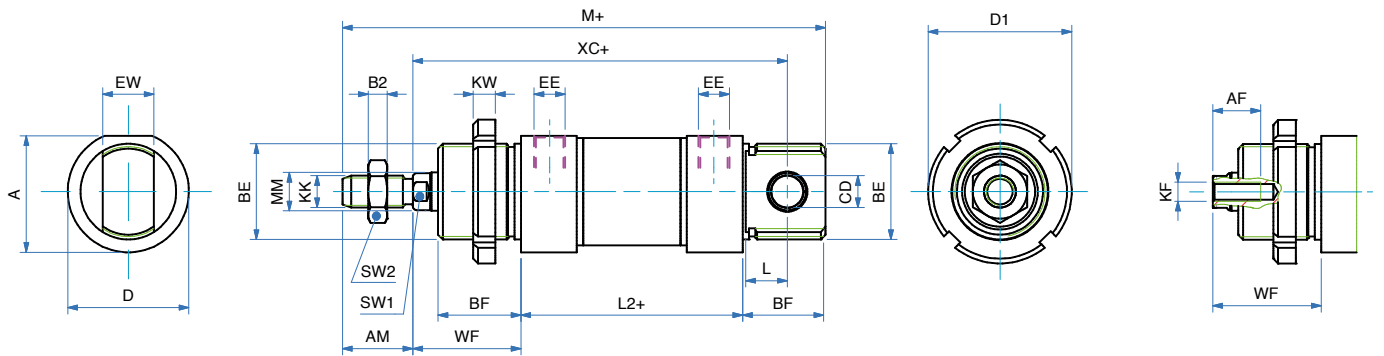 M+
D1
XC+
EW
B2
KW
EE
EE
AF
A
BE
MM
KK
CD
BE
KF
SW2
L
SW1
BF
L2+
BF
WF
D
AM
WF